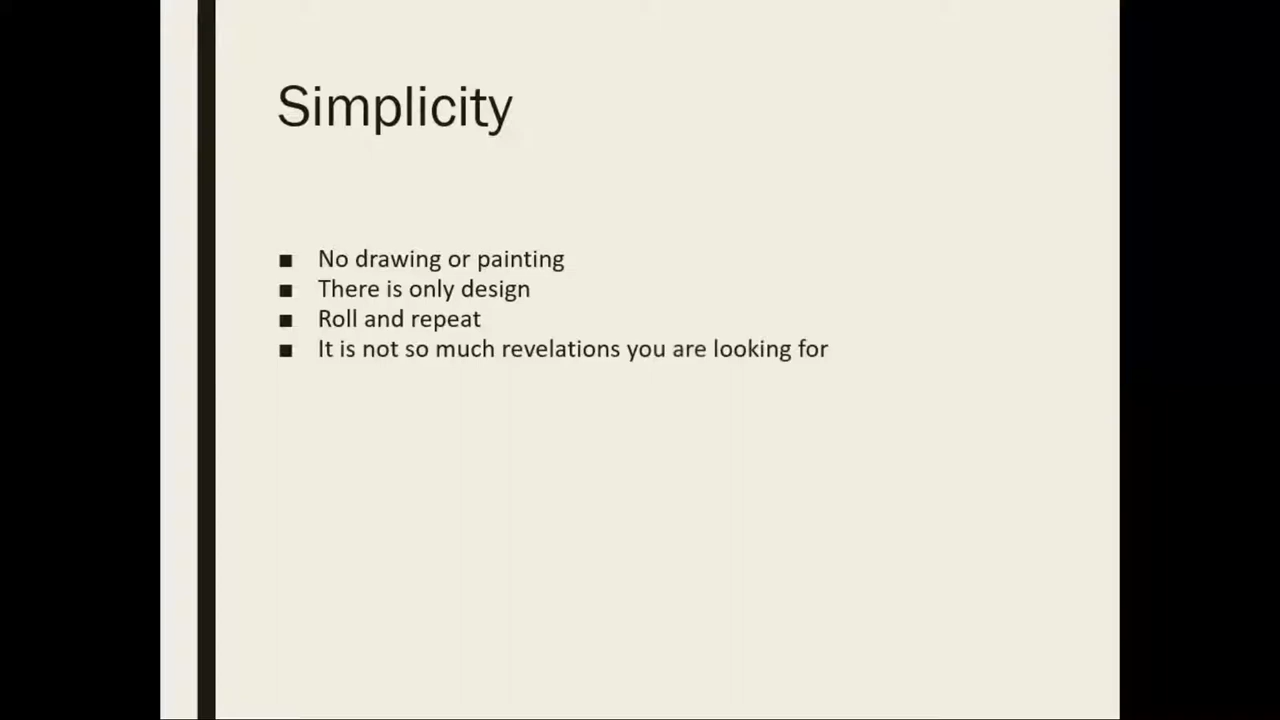 Simplicity
■ No drawing or painting
■ There is only design
■ Roll and repeat
■ It is not so much revelations you are looking for